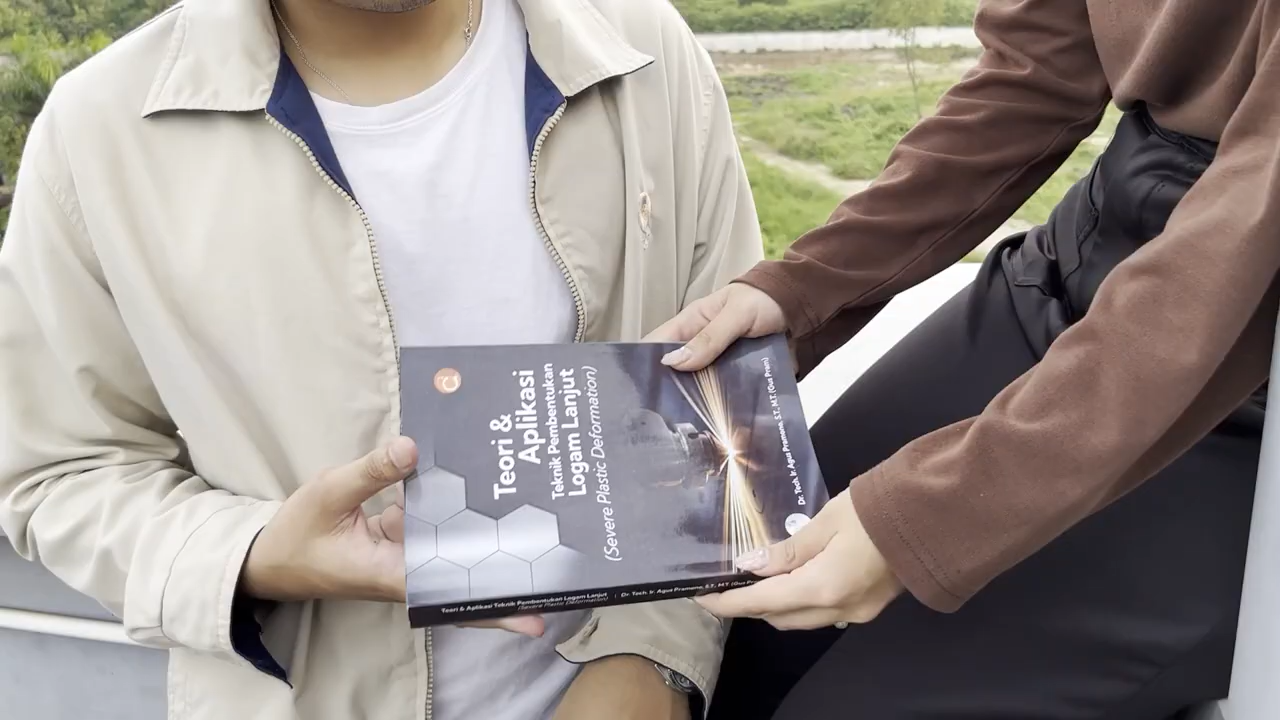 Teori &
Aplikasi
Teknik Pembentukan
Logam Lanjut
(Severe Plastic Deformation)
Dr. Tech. Ir. Agus Pramono, S.T., M.T. (Gus Pram)
Teori & Aplikasi Teknik Pembentukan Logam Lanjut | Dr. Tech. Ir. Agus Pramono, S.T., M.T. (Gus
(Severe Plastic Deformation)